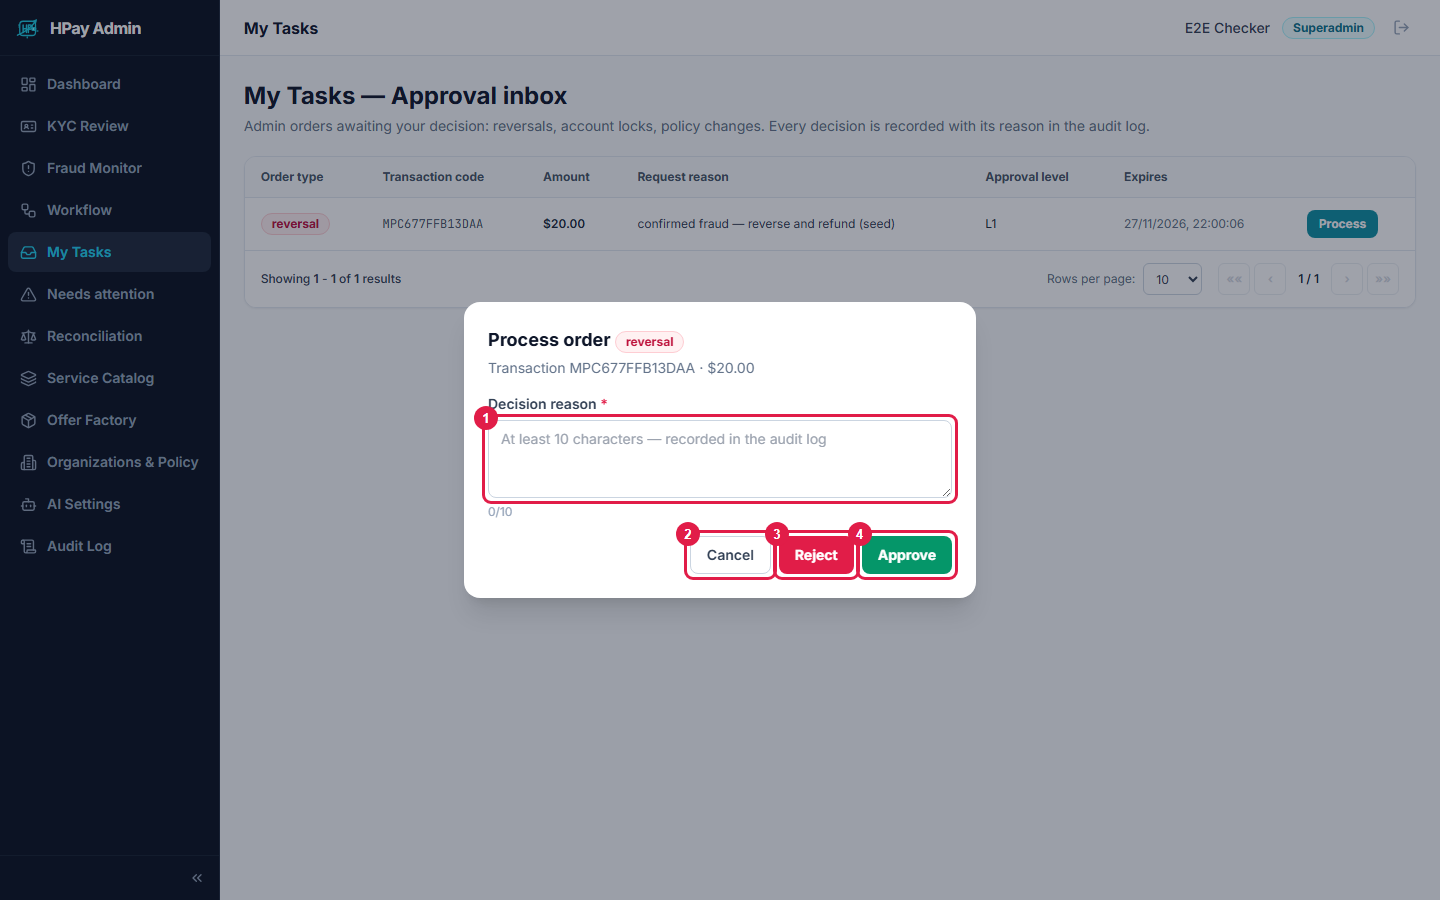 HPay Admin
My Tasks
E2E Checker
Superadmin
Dashboard
KYC Review
Fraud Monitor
Workflow
My Tasks
Needs attention
Reconciliation
Service Catalog
Offer Factory
Organizations & Policy
AI Settings
Audit Log
«
My Tasks — Approval inbox
Admin orders awaiting your decision: reversals, account locks, policy changes. Every decision is recorded with its reason in the audit log.
Order type Transaction code Amount Request reason Approval level Expires
reversal MPC677FFB13DAA $20.00 confirmed fraud — reverse and refund (seed) L1 27/11/2026, 22:00:06 Process
Showing 1 - 1 of 1 results Rows per page: 10 «« ‹ 1 / 1 › »»
Process order reversal
Transaction MPC677FFB13DAA · $20.00
Decision reason *
1
At least 10 characters — recorded in the audit log
0/10
2 3 4
Cancel Reject Approve